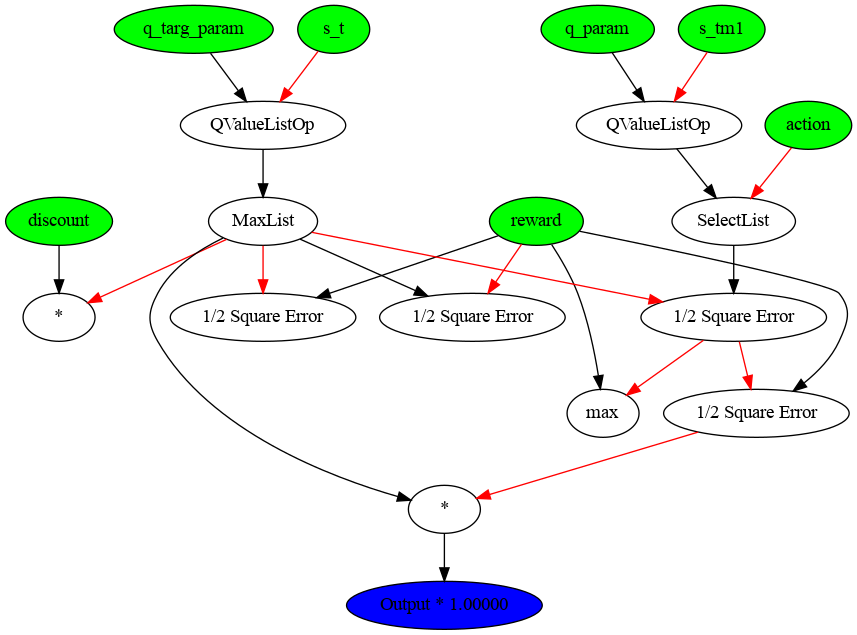 q_targ_param
s_t
q_param
s_tm1
QValueListOp
QValueListOp
action
discount
MaxList
reward
SelectList
*
1/2 Square Error
1/2 Square Error
1/2 Square Error
max
1/2 Square Error
*
Output * 1.00000